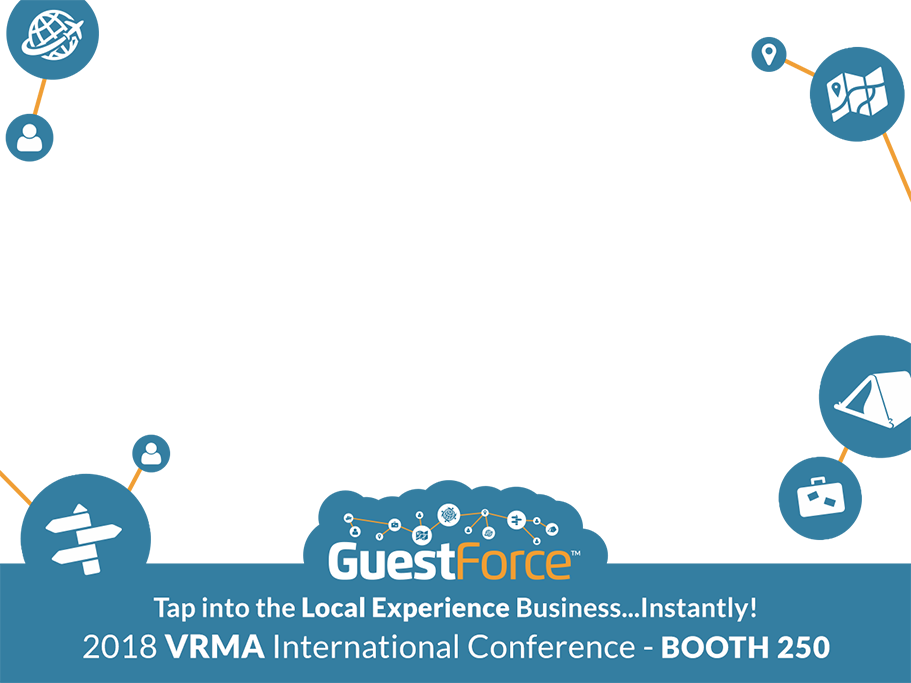 GuestForce™
Tap into the Local Experience Business...Instantly!
2018 VRMA International Conference - BOOTH 250